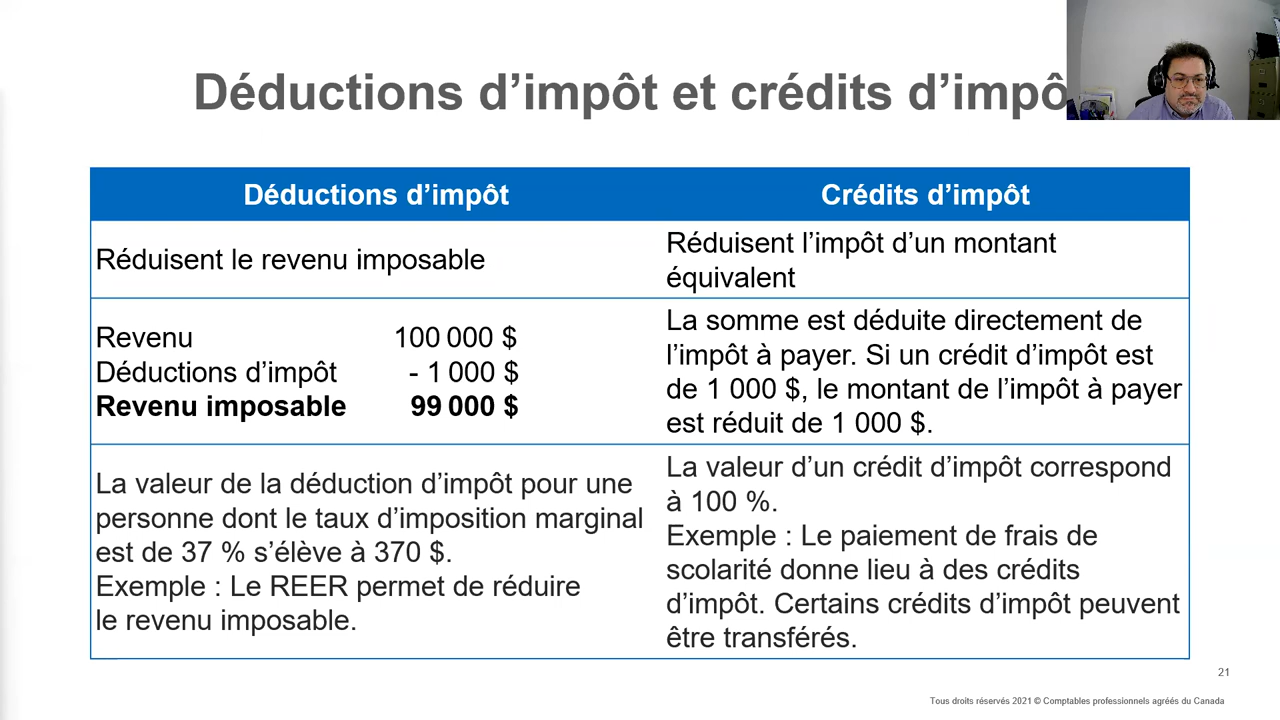 Déductions d’impôt et crédits d’impô
Déductions d’impôt
Crédits d’impôt
Réduisent le revenu imposable
Réduisent l’impôt d’un montant
équivalent
Revenu 100 000 $
Déductions d’impôt - 1 000 $
Revenu imposable 99 000 $
La somme est déduite directement de
l’impôt à payer. Si un crédit d’impôt est
de 1 000 $, le montant de l’impôt à payer
est réduit de 1 000 $.
La valeur de la déduction d’impôt pour une
personne dont le taux d’imposition marginal
est de 37 % s’élève à 370 $.
Exemple : Le REER permet de réduire
le revenu imposable.
La valeur d’un crédit d’impôt correspond
à 100 %.
Exemple : Le paiement de frais de
scolarité donne lieu à des crédits
d’impôt. Certains crédits d’impôt peuvent
être transférés.
21
Tous droits réservés 2021 © Comptables professionnels agréés du Canada